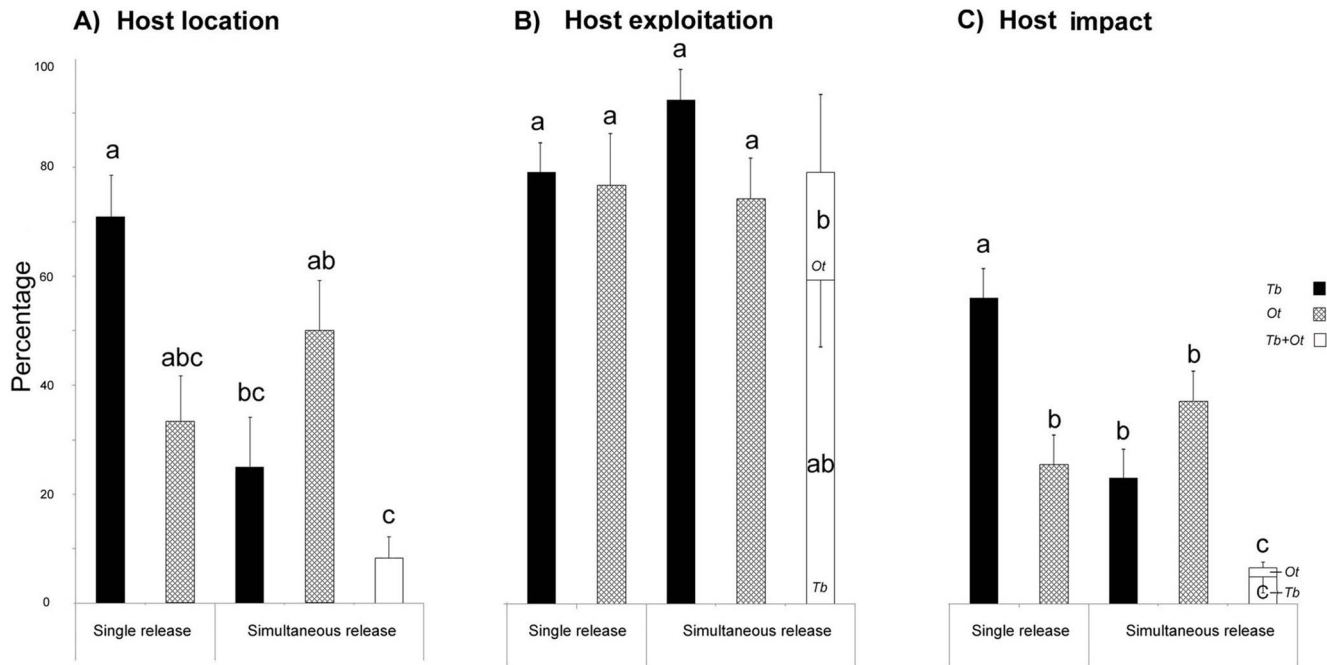 A) Host location
B) Host exploitation
C) Host impact
Percentage
100
80
60
40
20
0
a
abc
bc
ab
c
a
a
a
a
b
Ot
ab
Tb
a
b
b
b
c
Ot
c
Tb
Tb
Ot
Tb+Ot
Single release
Simultaneous release
Single release
Simultaneous release
Single release
Simultaneous release